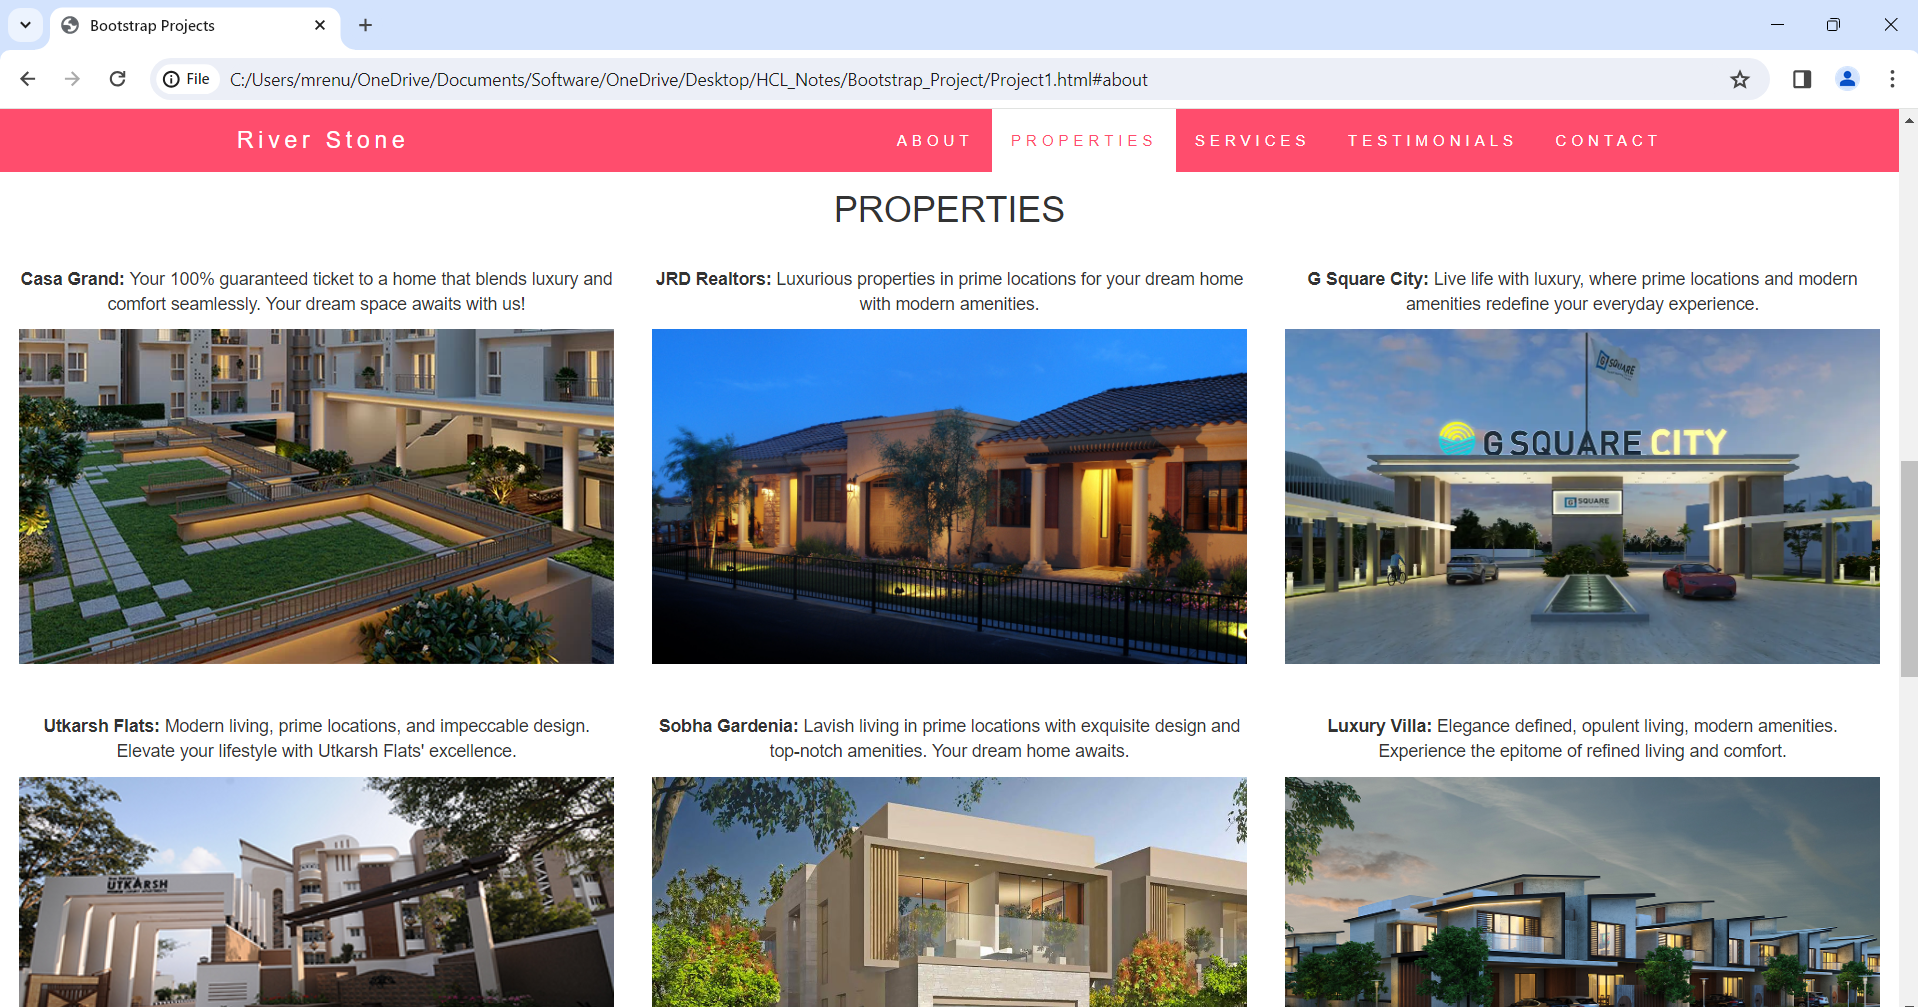 Bootstrap Projects
File
C:/Users/mrenu/OneDrive/Documents/Software/OneDrive/Desktop/HCL_Notes/Bootstrap_Project/Project1.html#about
River Stone
ABOUT
PROPERTIES
SERVICES
TESTIMONIALS
CONTACT
PROPERTIES
Casa Grand: Your 100% guaranteed ticket to a home that blends luxury and
comfort seamlessly. Your dream space awaits with us!
JRD Realtors: Luxurious properties in prime locations for your dream home
with modern amenities.
G Square City: Live life with luxury, where prime locations and modern
amenities redefine your everyday experience.
G SQUARE
G SQUARE CITY
G SQUARE
Utkarsh Flats: Modern living, prime locations, and impeccable design.
Elevate your lifestyle with Utkarsh Flats' excellence.
Sobha Gardenia: Lavish living in prime locations with exquisite design and
top-notch amenities. Your dream home awaits.
Luxury Villa: Elegance defined, opulent living, modern amenities.
Experience the epitome of refined living and comfort.
UTKARSH